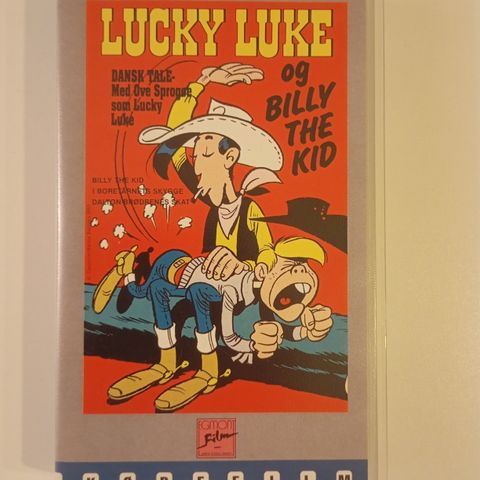 LUCKY LUKE
og
BILLY
THE
KID
DANSK TALE-
Med Ove Sprogøe
som Lucky
Luke
BILLY THE KID
I BORETÅRNETS SKYGGE
DALTON-BRØDRENES SKAT
EGMONT
Film
KØBEFILM